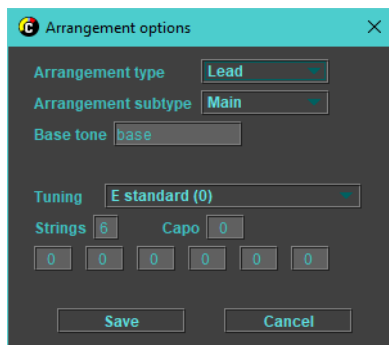 C Arrangement options
Arrangement type Lead
Arrangement subtype Main
Base tone base
Tuning E standard (0)
Strings 6 Capo 0
0 0 0 0 0 0
Save Cancel